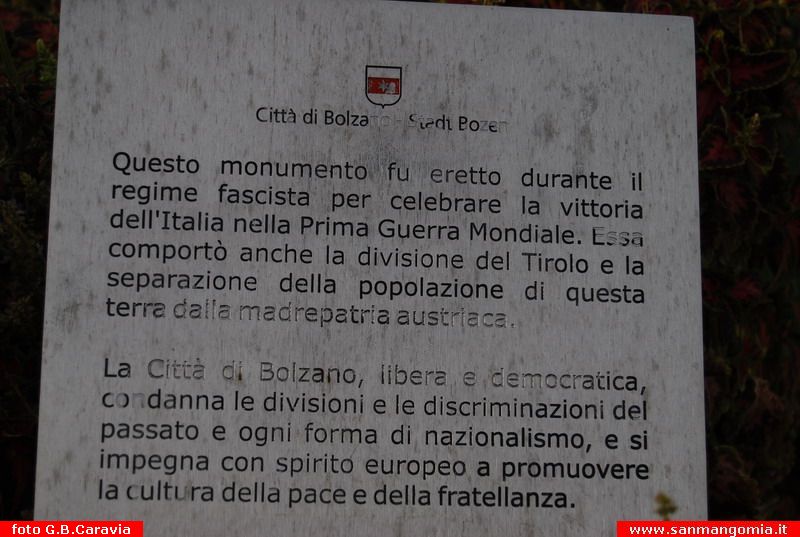 Città di Bolzano - Stadt Bozen
Questo monumento fu eretto durante il
regime fascista per celebrare la vittoria
dell'Italia nella Prima Guerra Mondiale. Essa
comportò anche la divisione del Tirolo e la
separazione della popolazione di questa
terra dalla madrepatria austriaca.
La Città di Bolzano, libera e democratica,
condanna le divisioni e le discriminazioni del
passato e ogni forma di nazionalismo, e si
impegna con spirito europeo a promuovere
la cultura della pace e della fratellanza.
foto G.B.Caravia
www.sanmangomia.it